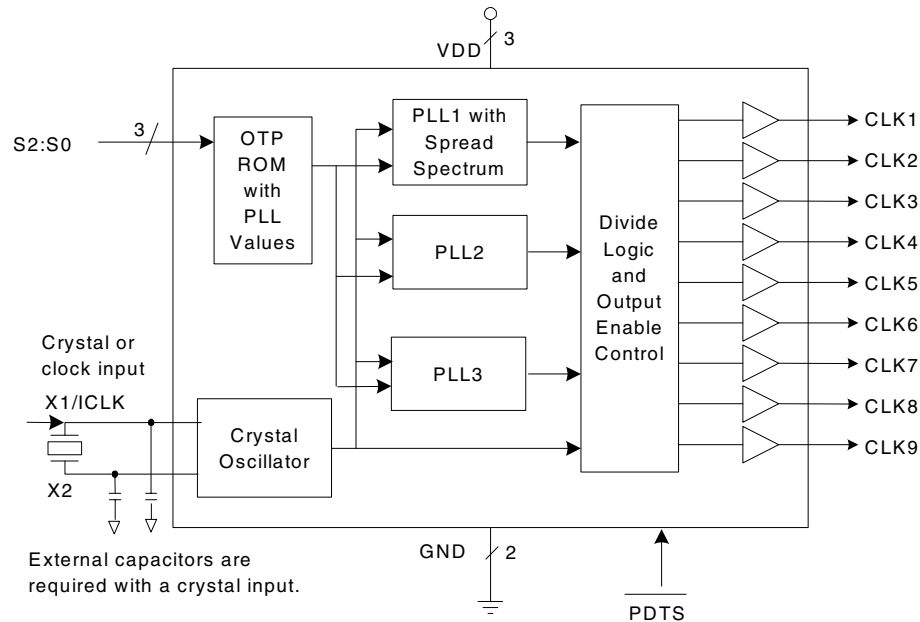 VDD
3
S2:S0
3
OTP
ROM
with
PLL
Values
PLL1 with
Spread
Spectrum
PLL2
PLL3
Divide
Logic
and
Output
Enable
Control
CLK1
CLK2
CLK3
CLK4
CLK5
CLK6
CLK7
CLK8
CLK9
Crystal or
clock input
X1/ICLK
X2
Crystal
Oscillator
External capacitors are
required with a crystal input.
GND
2
PDTS